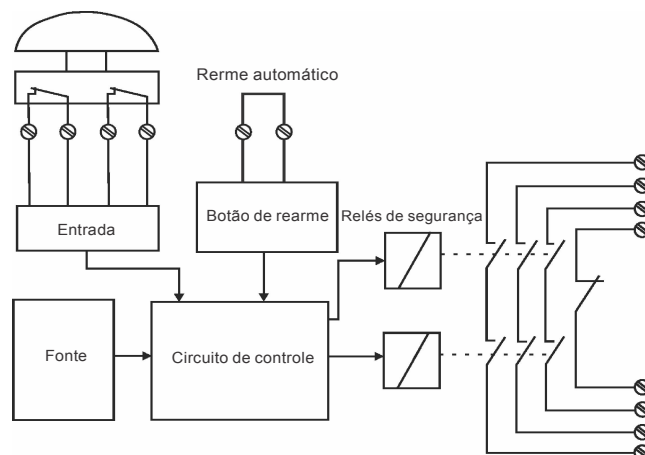 Rerme automático
Entrada
Botão de rearme
Relés de segurança
Fonte
Circuito de controle